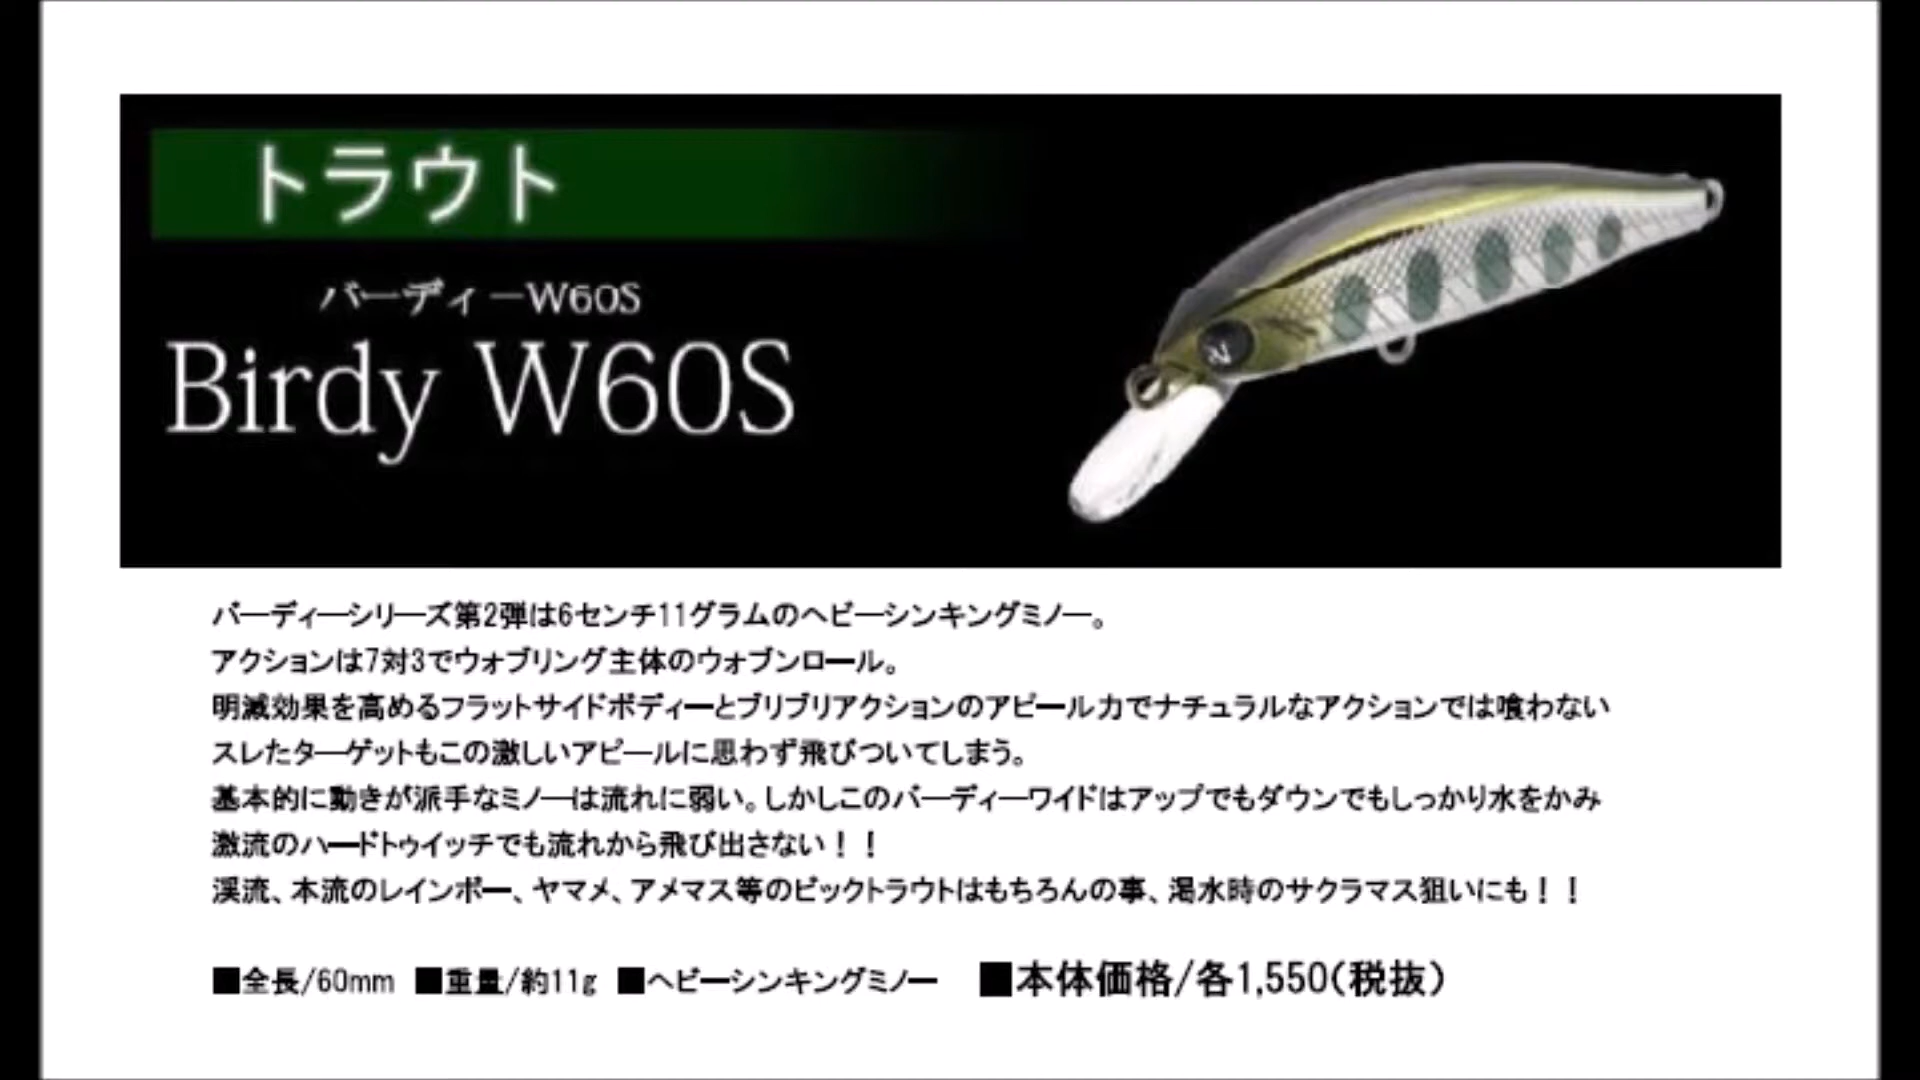 トラウト
バーディーW60S
Birdy W60S
バーディーシリーズ第2弾は6センチ11グラムのヘビーシンキングミノー。
アクションは7対3でウォブリング主体のウォブンロール。
明滅効果を高めるフラットサイドボディーとブリブリアクションのアピール力でナチュラルなアクションでは喰わない
スレたターゲットもこの激しいアピールに思わず飛びついてしまう。
基本的に動きが派手なミノーは流れに弱い。しかしこのバーディーワイドはアップでもダウンでもしっかり水をかみ
激流のハードトゥイッチでも流れから飛び出さない！！
渓流、本流のレインボー、ヤマメ、アメマス等のビックトラウトはもちろんの事、渇水時のサクラマス狙いにも！！
■全長/60mm ■重量/約11g ■ヘビーシンキングミノー ■本体価格/各1,550(税抜)